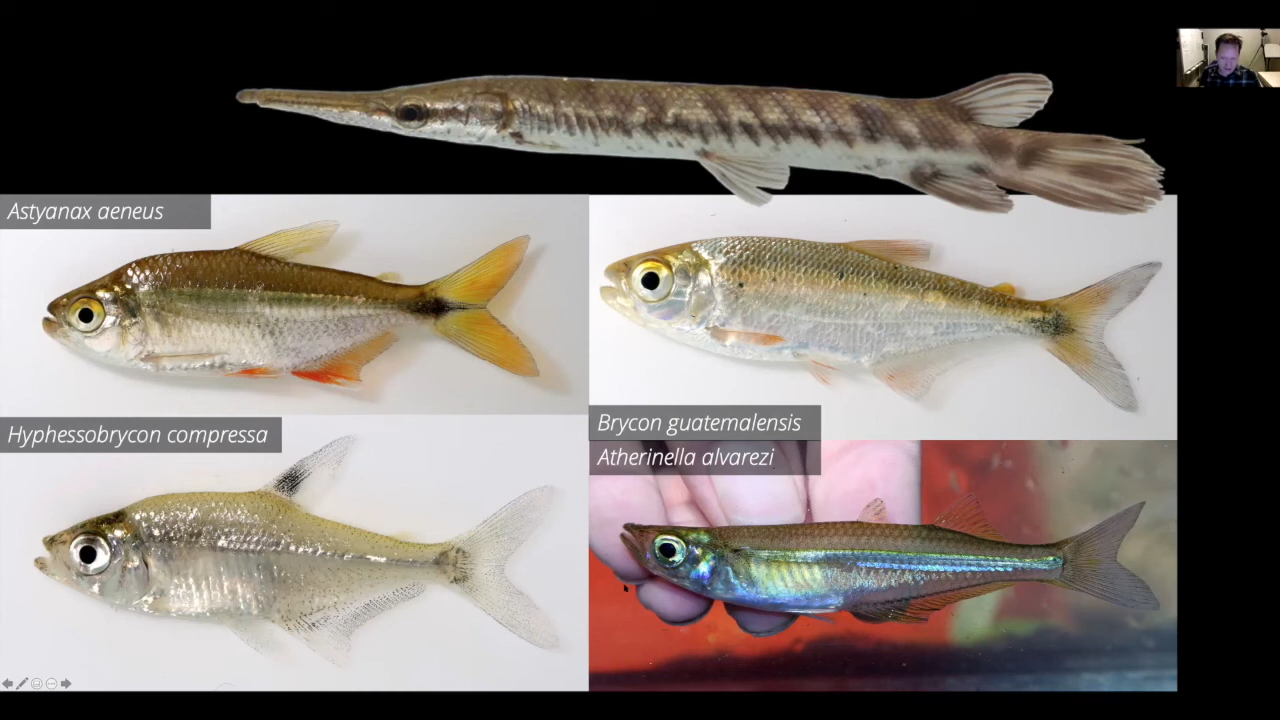 Astyanax aeneus
Hyphessobrycon compressa
Brycon guatemalensis
Atherinella alvarezi